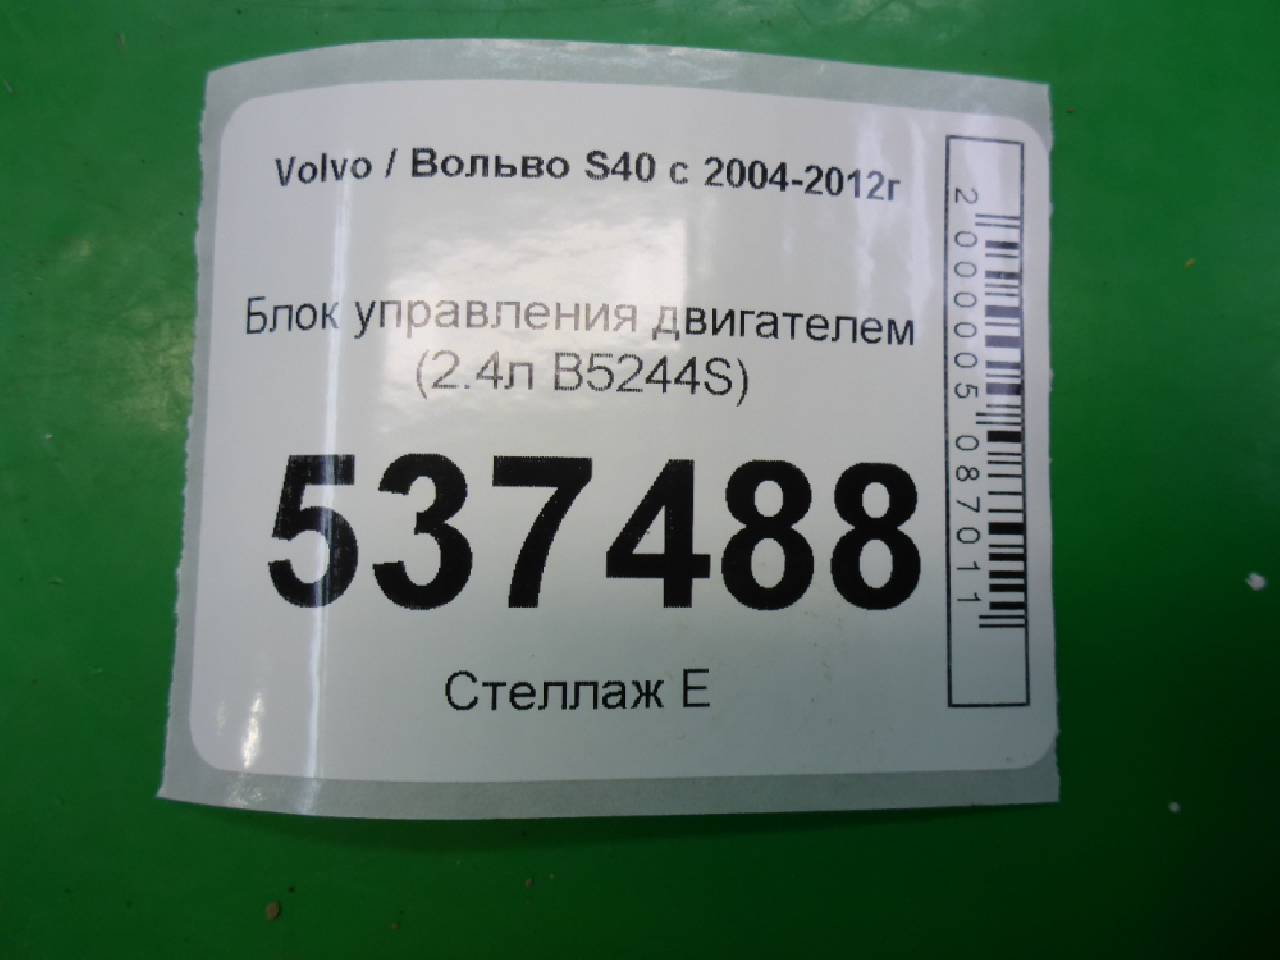 Volvo / Вольво S40 с 2004-2012г
Блок управления двигателем
(2.4л B5244S)
537488
Стеллаж Е
2000005087011